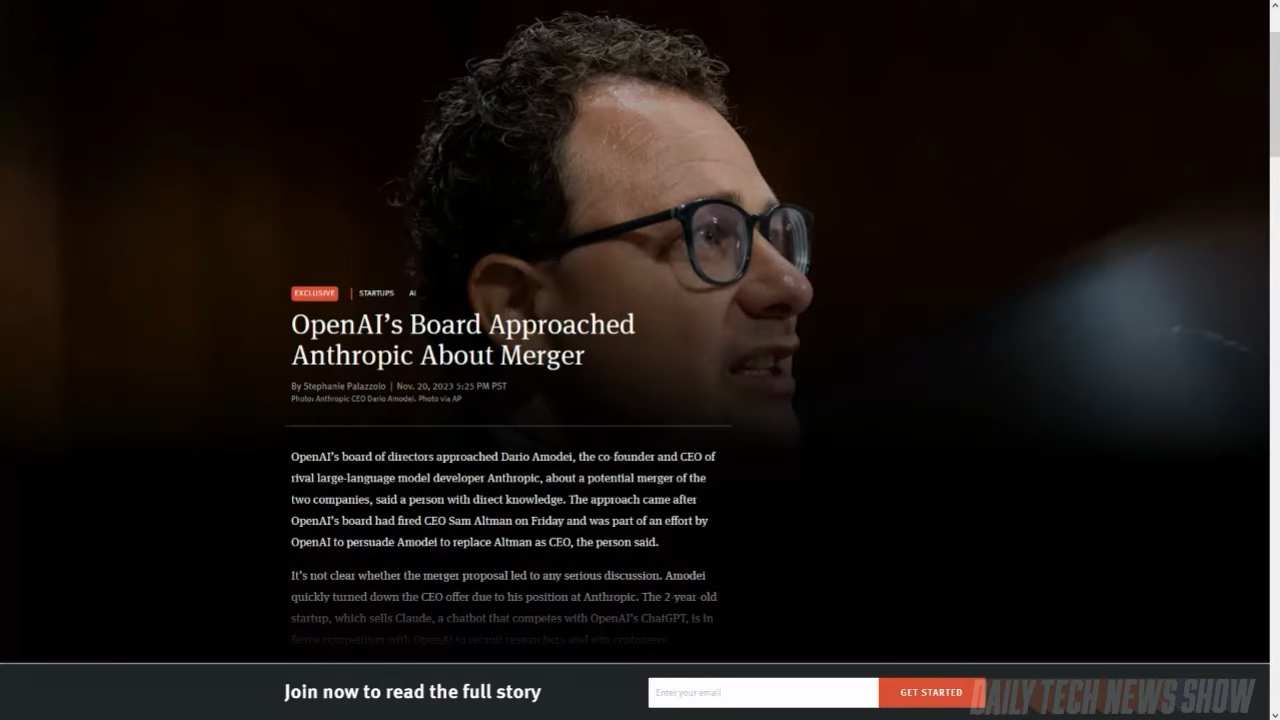 EXCLUSIVE | STARTUPS AI
OpenAI's Board Approached
Anthropic About Merger
By Stephanie Palazzolo | Nov. 20, 2023 5:25 PM PST
Photo: Anthropic CEO Dario Amodei. Photo via AP
OpenAI's board of directors approached Dario Amodei, the co-founder and CEO of
rival large-language model developer Anthropic, about a potential merger of the
two companies, said a person with direct knowledge. The approach came after
OpenAI's board had fired CEO Sam Altman on Friday and was part of an effort by
OpenAI to persuade Amodei to replace Altman as CEO, the person said.
It's not clear whether the merger proposal led to any serious discussion. Amodei
quickly turned down the CEO offer due to his position at Anthropic. The 2-year-old
startup, which sells Claude, a chatbot that competes with OpenAI's ChatGPT, is in
fierce competition with OpenAI to recruit researchers and win customers.
Join now to read the full story
Enter your email
GET STARTED
DAILY TECH NEWS SHOW